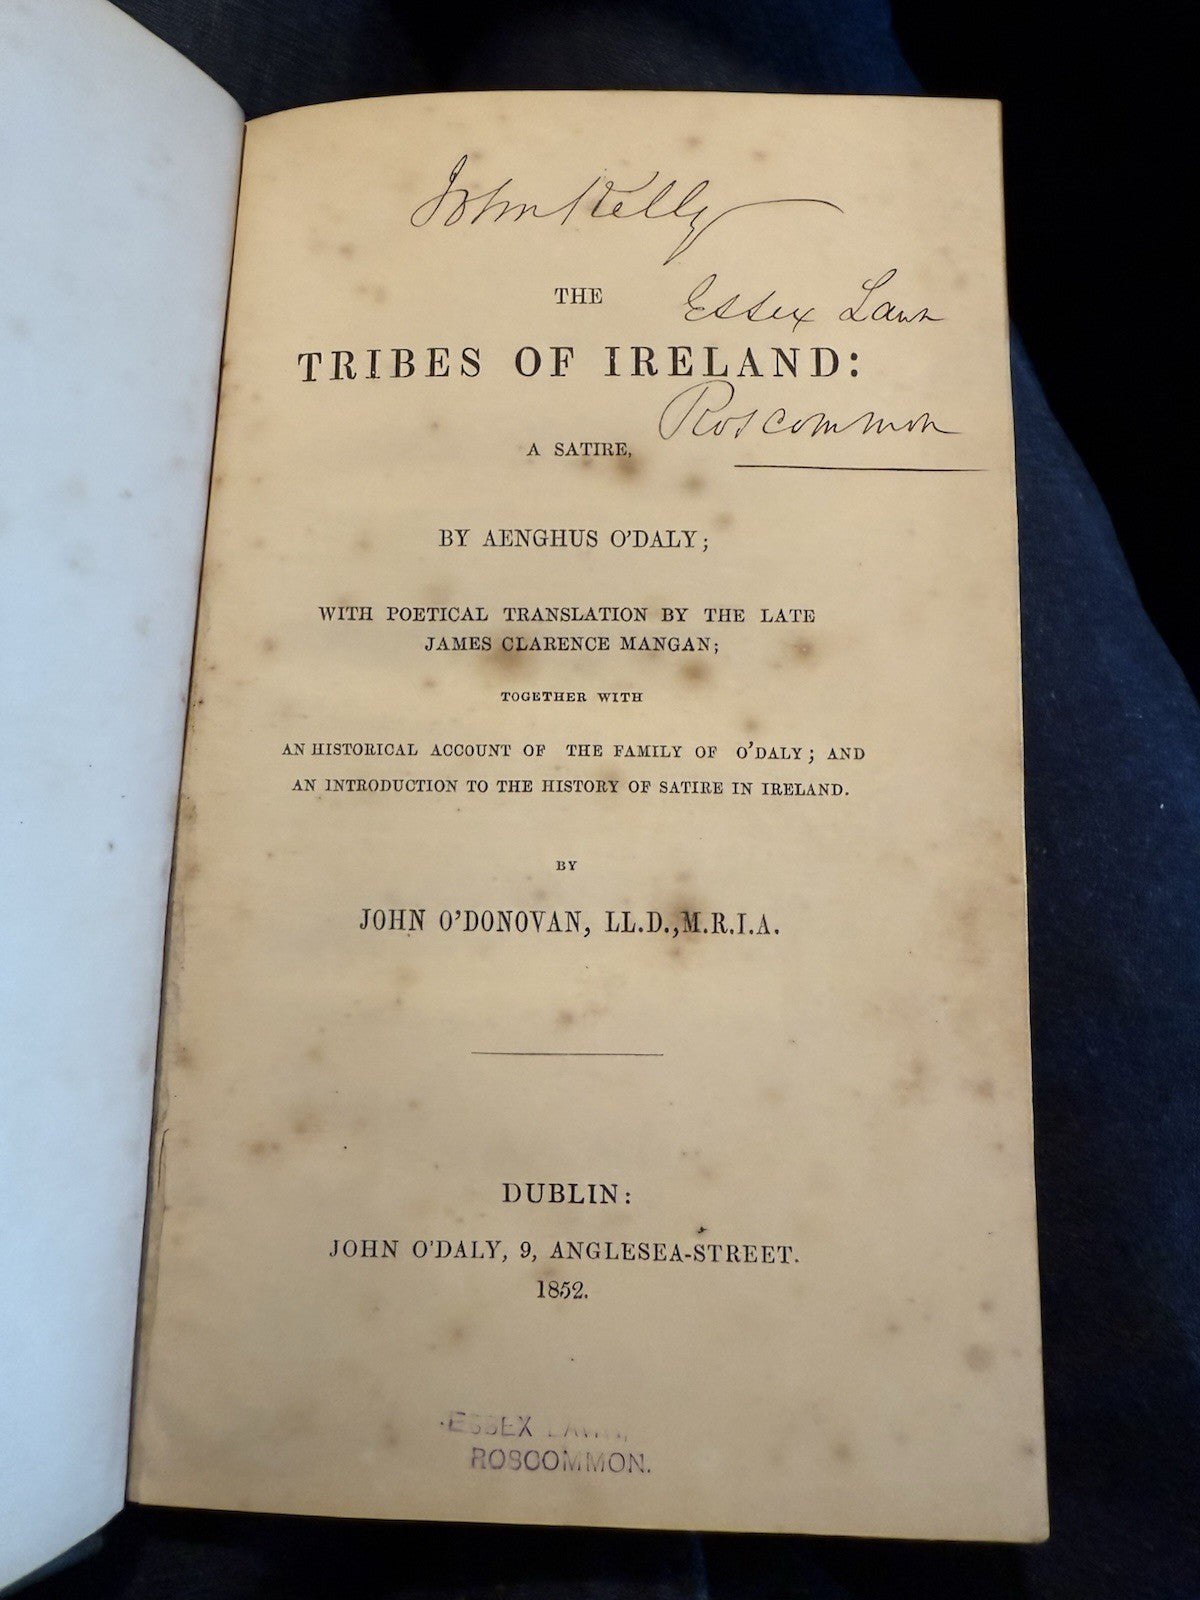 John Kelly
THE
Essex Lawn
TRIBES OF IRELAND:
Roscommon
A SATIRE,
BY AENGHUS O'DALY;
WITH POETICAL TRANSLATION BY THE LATE
JAMES CLARENCE MANGAN;
TOGETHER WITH
AN HISTORICAL ACCOUNT OF THE FAMILY OF O'DALY; AND
AN INTRODUCTION TO THE HISTORY OF SATIRE IN IRELAND.
BY
JOHN O'DONOVAN, LL.D., M.R.I.A.
DUBLIN:
JOHN O'DALY, 9, ANGLESEA-STREET.
1852.
ESSEX LAWN,
ROSCOMMON.